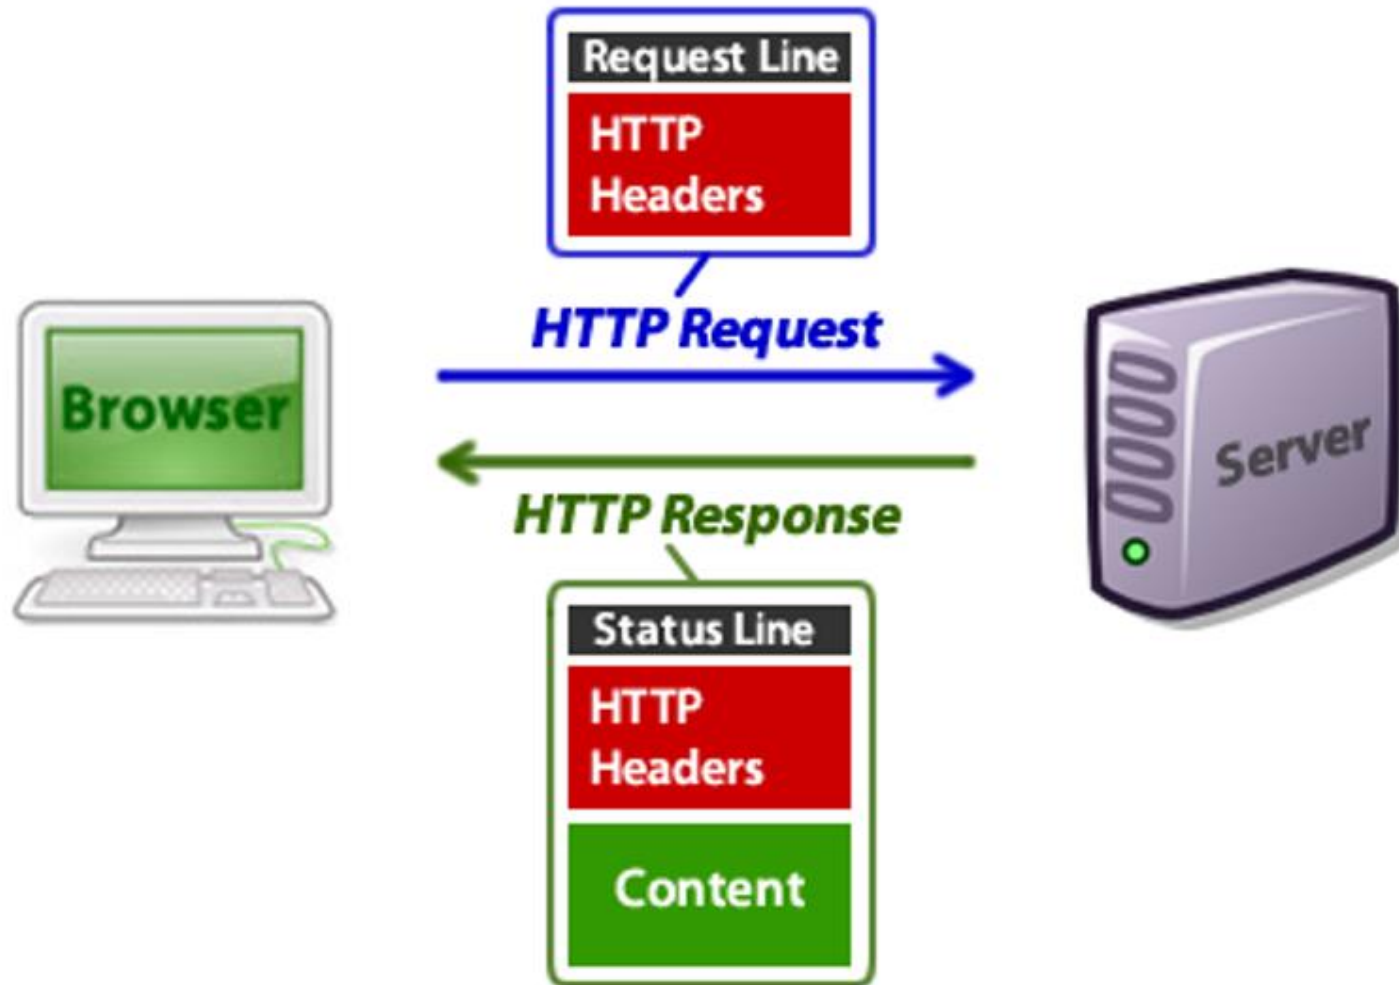 Request Line
HTTP
Headers
HTTP Request
Browser
Server
HTTP Response
Status Line
HTTP
Headers
Content